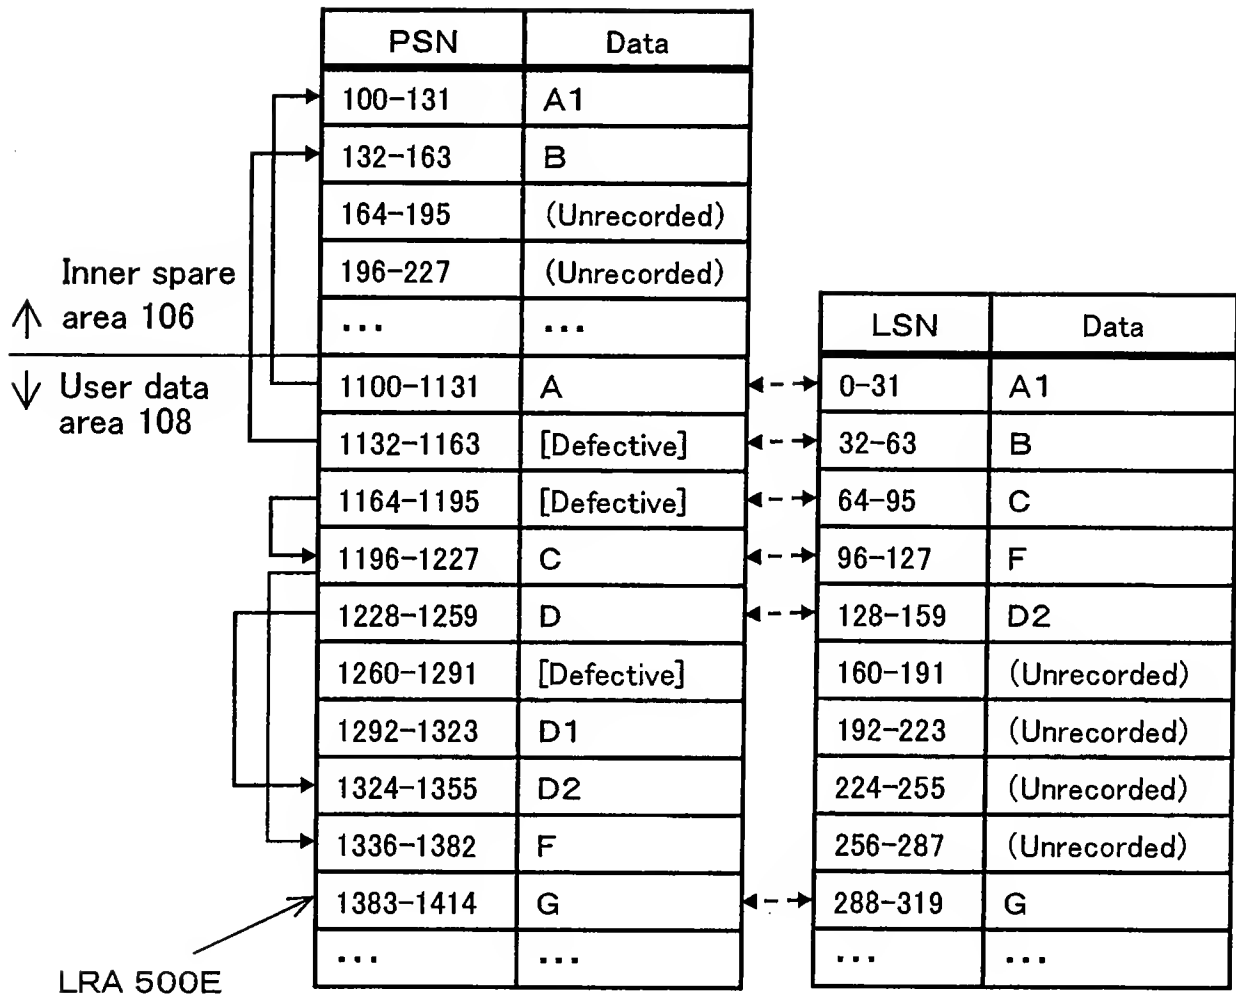 PSN Data
100-131 A1
132-163 B
164-195 (Unrecorded)
196-227 (Unrecorded)
... ...
1100-1131 A
1132-1163 [Defective]
1164-1195 [Defective]
1196-1227 C
1228-1259 D
1260-1291 [Defective]
1292-1323 D1
1324-1355 D2
1336-1382 F
1383-1414 G
... ...
Inner spare
area 106
User data
area 108
LRA 500E
LSN Data
0-31 A1
32-63 B
64-95 C
96-127 F
128-159 D2
160-191 (Unrecorded)
192-223 (Unrecorded)
224-255 (Unrecorded)
256-287 (Unrecorded)
288-319 G
... ...